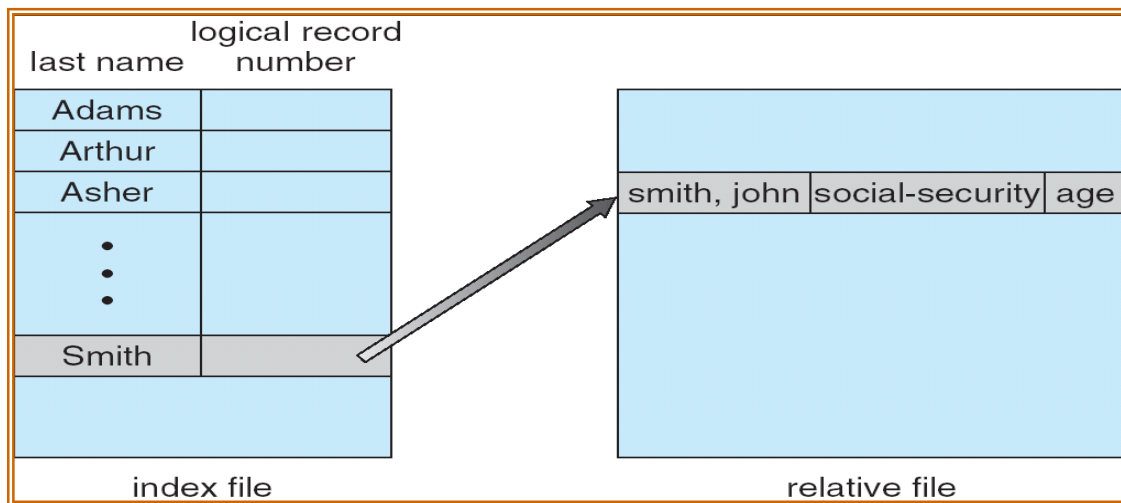 logical record
last name number
Adams
Arthur
Asher
smith, john social-security age
Smith
index file relative file